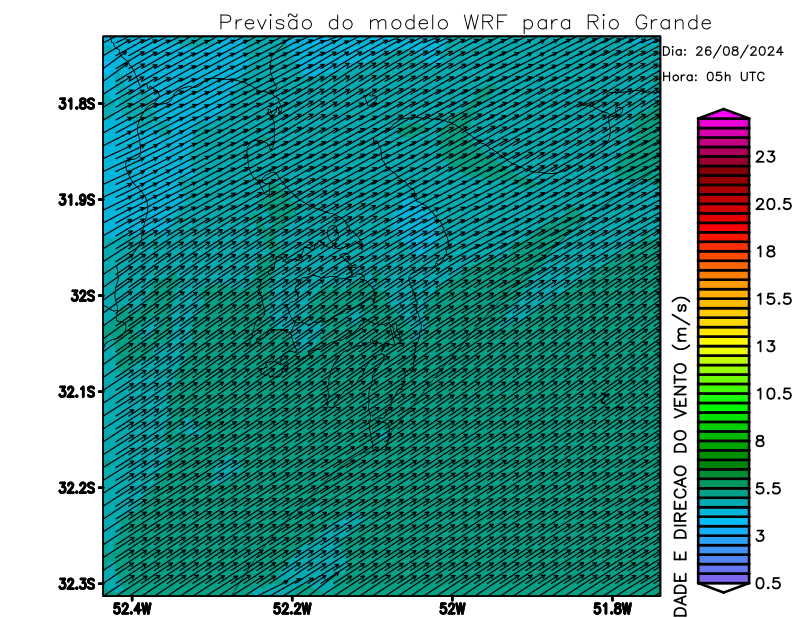 Previsão do modelo WRF para Rio Grande
Dia: 26/08/2024
Hora: 05h UTC
31.8S
31.9S
32S
32.1S
32.2S
32.3S
52.4W
52.2W
52W
51.8W
DADE E DIRECAO DO VENTO (m/s)
23
20.5
18
15.5
13
10.5
8
5.5
3
0.5